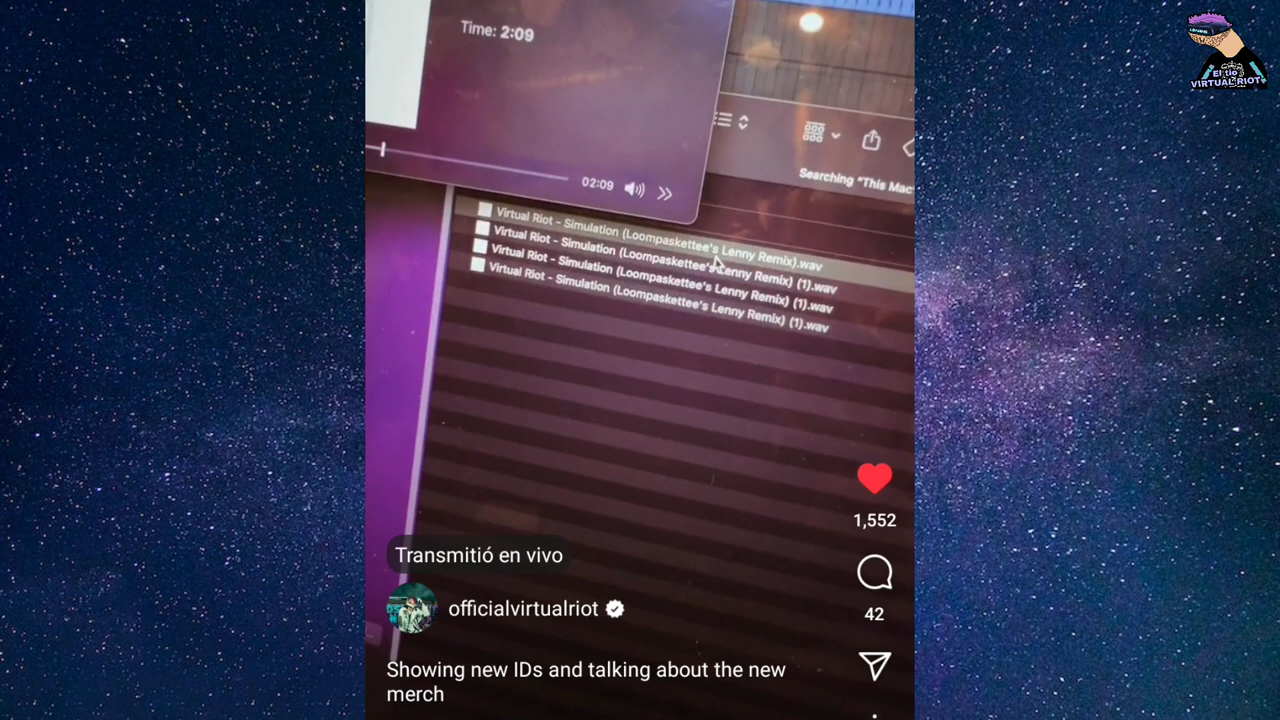 Time: 2:09
02:09
Searching "This Mac
Virtual Riot - Simulation (Loompaskettee's Lenny Remix).wav
Virtual Riot - Simulation (Loompaskettee's Lenny Remix) (1).wav
Virtual Riot - Simulation (Loompaskettee's Lenny Remix) (1).wav
Virtual Riot - Simulation (Loompaskettee's Lenny Remix) (1).wav
El tío
VIRTUAL RIOT
1,552
Transmitió en vivo
officialvirtualriot
42
Showing new IDs and talking about the new
merch